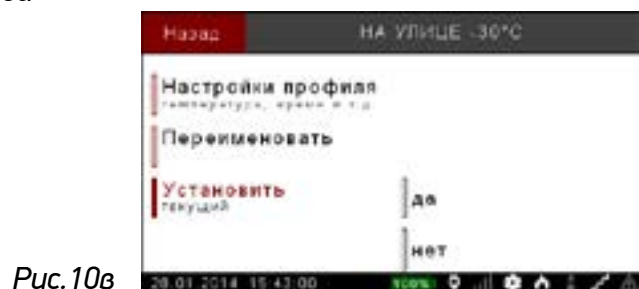 Назад НА УЛИЦЕ -30°C
Настройки профиля
температура, время и т.д.
Переименовать
Установить
текущий
да
нет
Рис.10в 28.01.2014 15:43:00 100%